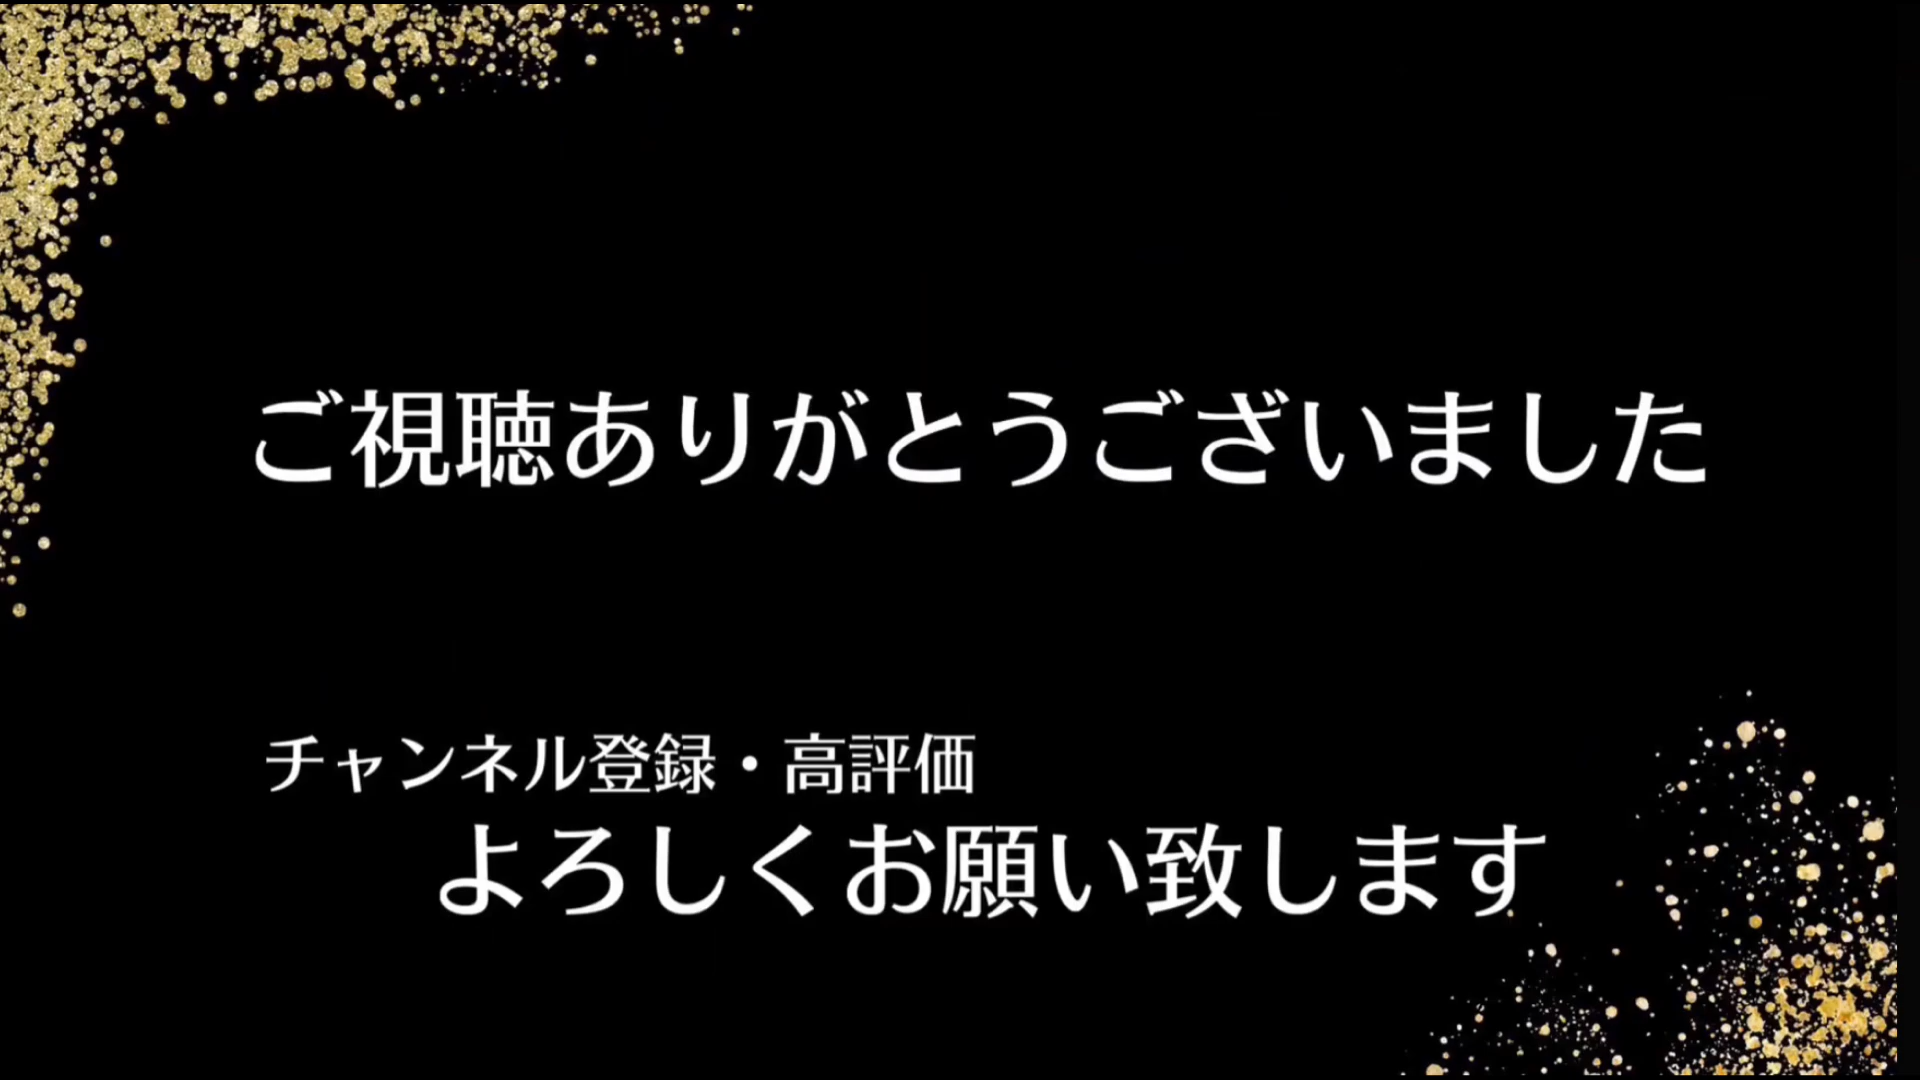 ご視聴ありがとうございました
チャンネル登録・高評価
よろしくお願い致します